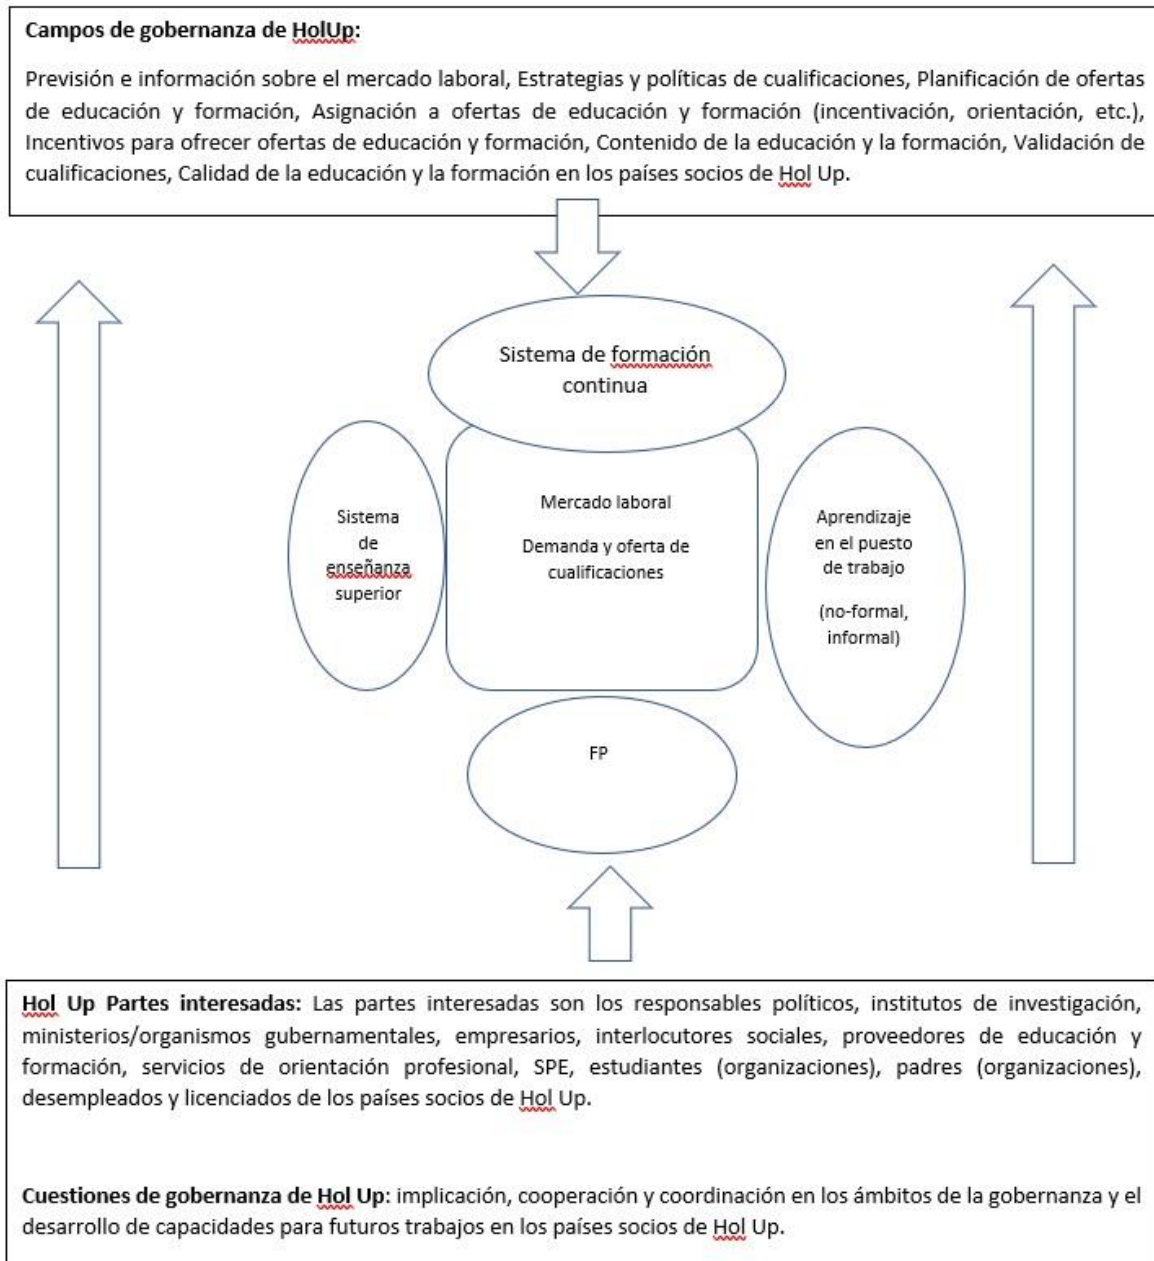 Campos de gobernanza de HolUp:
Previsión e información sobre el mercado laboral, Estrategias y políticas de cualificaciones, Planificación de ofertas
de educación y formación, Asignación a ofertas de educación y formación (incentivación, orientación, etc.),
Incentivos para ofrecer ofertas de educación y formación, Contenido de la educación y la formación, Validación de
cualificaciones, Calidad de la educación y la formación en los países socios de Hol Up.
Sistema de formación
continua
Sistema
de
enseñanza
superior
Mercado laboral
Demanda y oferta de
cualificaciones
Aprendizaje
en el puesto
de trabajo
(no-formal,
informal)
FP
Hol Up Partes interesadas: Las partes interesadas son los responsables políticos, institutos de investigación,
ministerios/organismos gubernamentales, empresarios, interlocutores sociales, proveedores de educación y
formación, servicios de orientación profesional, SPE, estudiantes (organizaciones), padres (organizaciones),
desempleados y licenciados de los países socios de Hol Up.
Cuestiones de gobernanza de Hol Up: implicación, cooperación y coordinación en los ámbitos de la gobernanza y el
desarrollo de capacidades para futuros trabajos en los países socios de Hol Up.